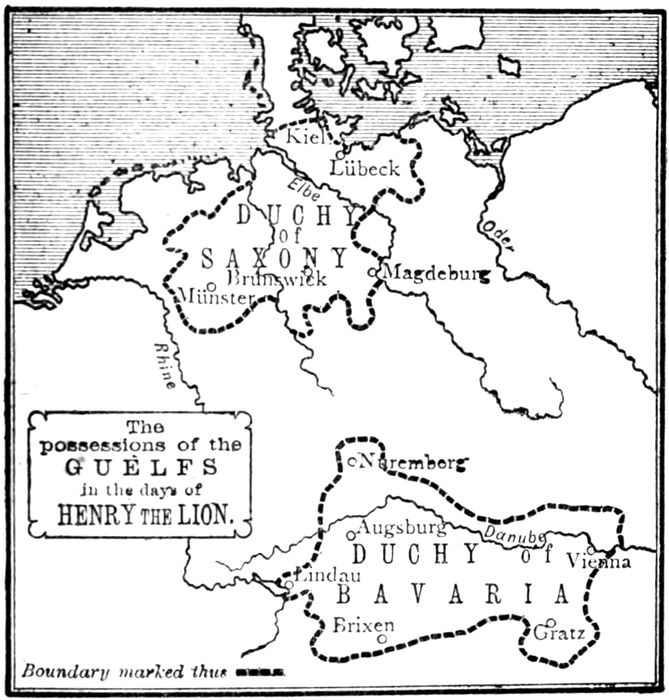 Kiel
Lübeck
Elbe
DUCHY
of
SAXONY
Brunswick
Münster
Magdeburg
Oder
Rhine
The
possessions of the
GUELFS
in the days of
HENRY THE LION.
Nuremberg
Augsburg
Danube
DUCHY of
Vienna
Lindau
BAVARIA
Brixen
Gratz
Boundary marked thus